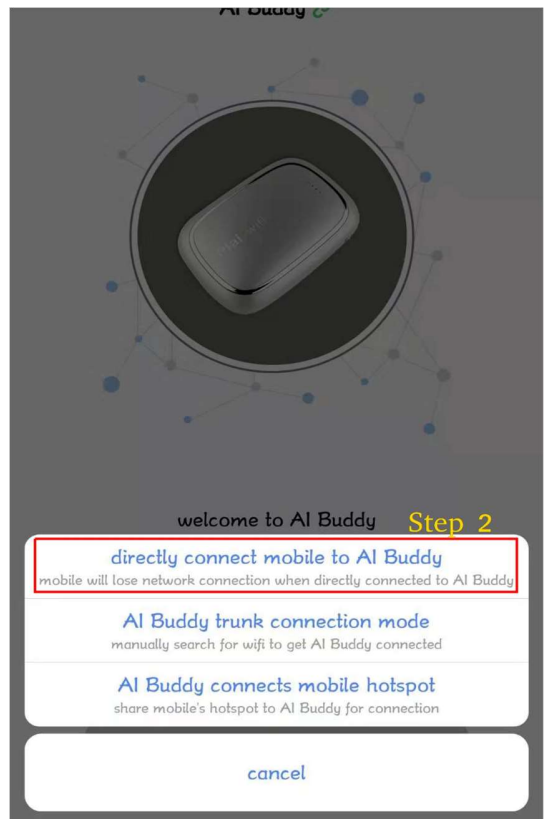 AI Buddy
welcome to AI Buddy
Step 2
directly connect mobile to AI Buddy
mobile will lose network connection when directly connected to AI Buddy
AI Buddy trunk connection mode
manually search for wifi to get AI Buddy connected
AI Buddy connects mobile hotspot
share mobile's hotspot to AI Buddy for connection
cancel